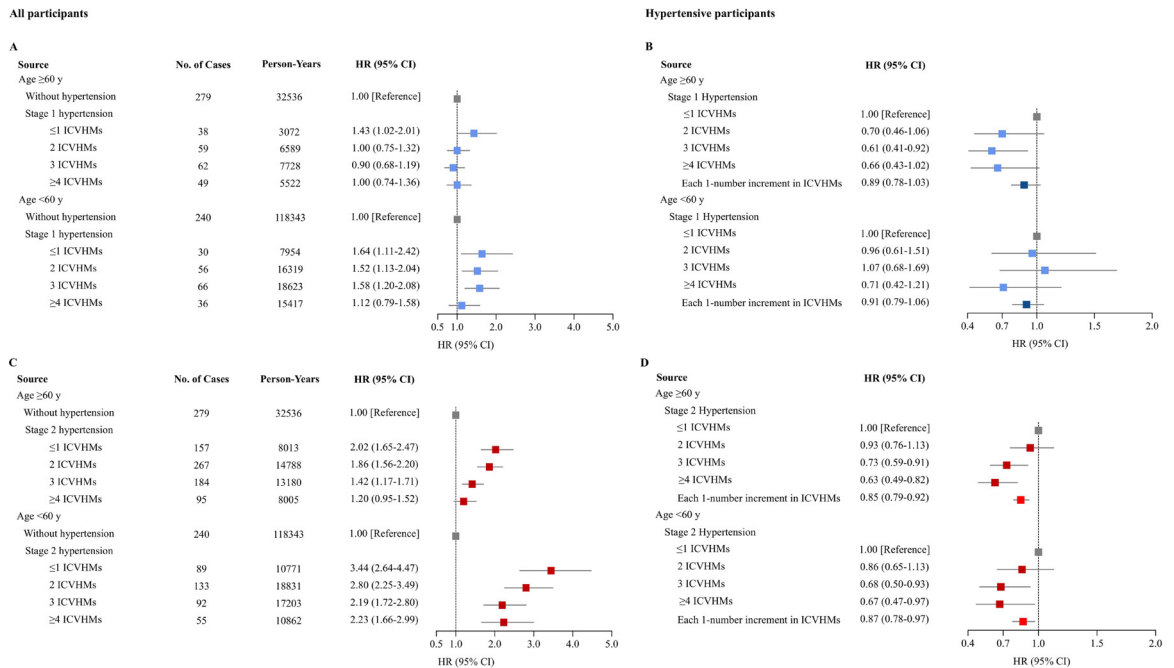 All participants
Hypertensive participants
A
Source No. of Cases Person-Years HR (95% CI)
Age ≥60 y
Without hypertension 279 32536 1.00 [Reference]
Stage 1 hypertension
≤1 ICVHMs 38 3072 1.43 (1.02-2.01)
2 ICVHMs 59 6589 1.00 (0.75-1.32)
3 ICVHMs 62 7728 0.90 (0.68-1.19)
≥4 ICVHMs 49 5522 1.00 (0.74-1.36)
Age <60 y
Without hypertension 240 118343 1.00 [Reference]
Stage 1 hypertension
≤1 ICVHMs 30 7954 1.64 (1.11-2.42)
2 ICVHMs 56 16319 1.52 (1.13-2.04)
3 ICVHMs 66 18623 1.58 (1.20-2.08)
≥4 ICVHMs 36 15417 1.12 (0.79-1.58)
0.5 1.0 2.0 3.0 4.0 5.0
HR (95% CI)
B
Source HR (95% CI)
Age ≥60 y
Stage 1 Hypertension
≤1 ICVHMs 1.00 [Reference]
2 ICVHMs 0.70 (0.46-1.06)
3 ICVHMs 0.61 (0.41-0.92)
≥4 ICVHMs 0.66 (0.43-1.02)
Each 1-number increment in ICVHMs 0.89 (0.78-1.03)
Age <60 y
Stage 1 Hypertension
≤1 ICVHMs 1.00 [Reference]
2 ICVHMs 0.96 (0.61-1.51)
3 ICVHMs 1.07 (0.68-1.69)
≥4 ICVHMs 0.71 (0.42-1.21)
Each 1-number increment in ICVHMs 0.91 (0.79-1.06)
0.4 0.7 1.0 1.5 2.0
HR (95% CI)
C
Source No. of Cases Person-Years HR (95% CI)
Age ≥60 y
Without hypertension 279 32536 1.00 [Reference]
Stage 2 hypertension
≤1 ICVHMs 157 8013 2.02 (1.65-2.47)
2 ICVHMs 267 14788 1.86 (1.56-2.20)
3 ICVHMs 184 13180 1.42 (1.17-1.71)
≥4 ICVHMs 95 8005 1.20 (0.95-1.52)
Age <60 y
Without hypertension 240 118343 1.00 [Reference]
Stage 2 hypertension
≤1 ICVHMs 89 10771 3.44 (2.64-4.47)
2 ICVHMs 133 18831 2.80 (2.25-3.49)
3 ICVHMs 92 17203 2.19 (1.72-2.80)
≥4 ICVHMs 55 10862 2.23 (1.66-2.99)
0.5 1.0 2.0 3.0 4.0 5.0
HR (95% CI)
D
Source HR (95% CI)
Age ≥60 y
Stage 2 Hypertension
≤1 ICVHMs 1.00 [Reference]
2 ICVHMs 0.93 (0.76-1.13)
3 ICVHMs 0.73 (0.59-0.91)
≥4 ICVHMs 0.63 (0.49-0.82)
Each 1-number increment in ICVHMs 0.85 (0.79-0.92)
Age <60 y
Stage 2 Hypertension
≤1 ICVHMs 1.00 [Reference]
2 ICVHMs 0.86 (0.65-1.13)
3 ICVHMs 0.68 (0.50-0.93)
≥4 ICVHMs 0.67 (0.47-0.97)
Each 1-number increment in ICVHMs 0.87 (0.78-0.97)
0.4 0.7 1.0 1.5 2.0
HR (95% CI)